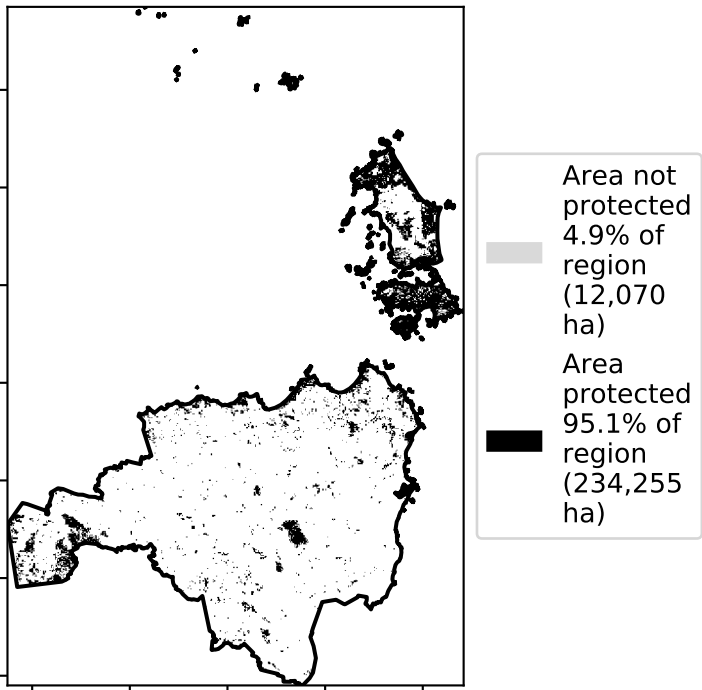 Area not
protected
4.9% of
region
(12,070
ha)
Area
protected
95.1% of
region
(234,255
ha)